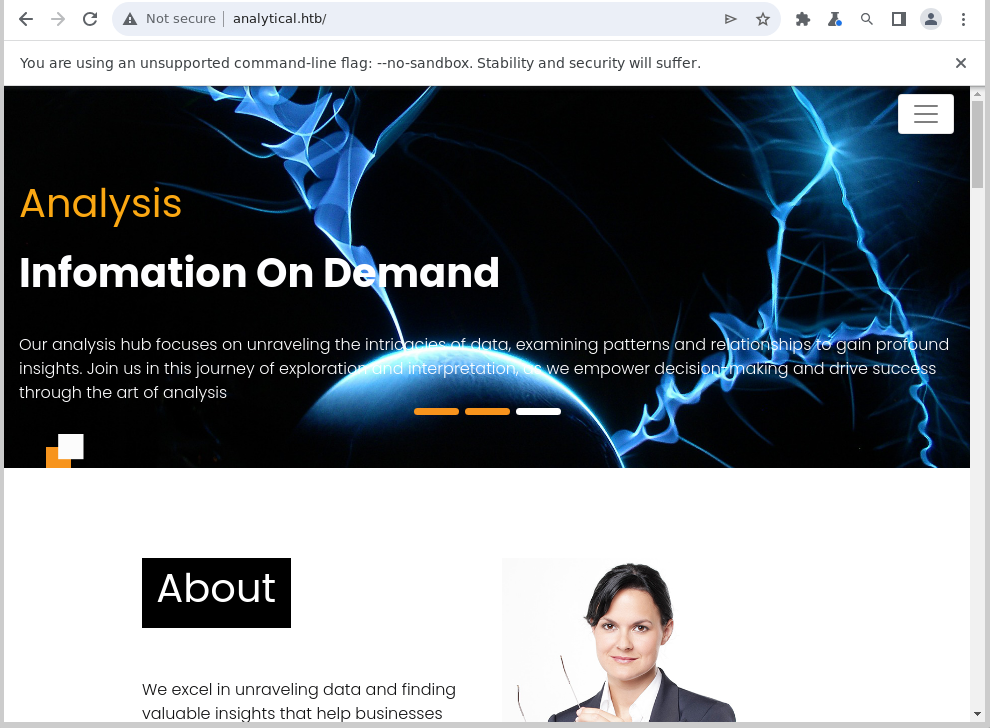 Not secure
analytical.htb/
You are using an unsupported command-line flag: --no-sandbox. Stability and security will suffer.
Analysis
Infomation On Demand
Our analysis hub focuses on unraveling the intricacies of data, examining patterns and relationships to gain profound
insights. Join us in this journey of exploration and interpretation, as we empower decision-making and drive success
through the art of analysis
About
We excel in unraveling data and finding
valuable insights that help businesses